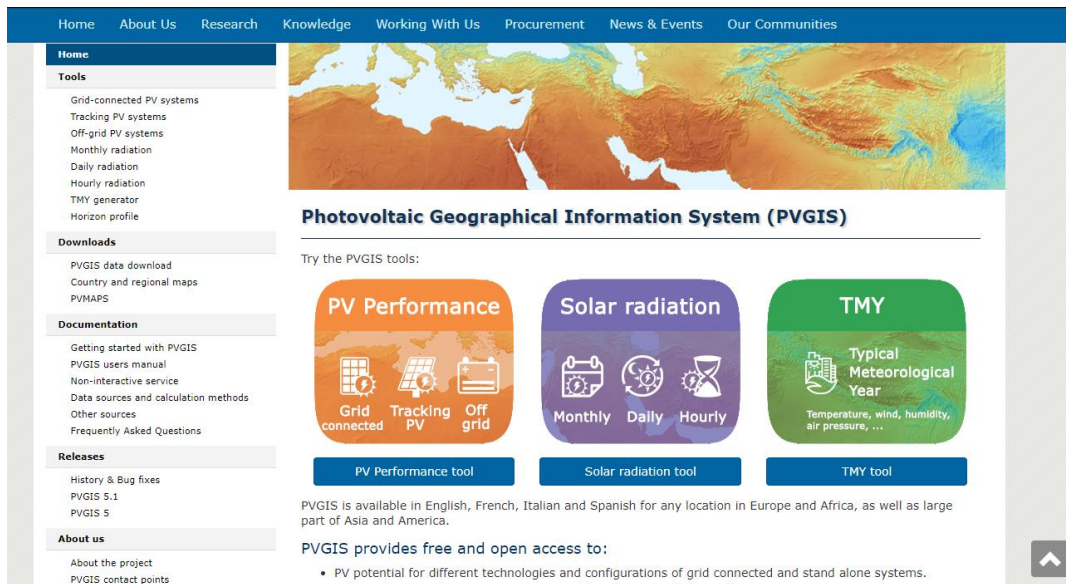 Home About Us Research Knowledge Working With Us Procurement News & Events Our Communities
Home
Tools
Grid-connected PV systems
Tracking PV systems
Off-grid PV systems
Monthly radiation
Daily radiation
Hourly radiation
TMY generator
Horizon profile
Downloads
PVGIS data download
Country and regional maps
PVMAPS
Documentation
Getting started with PVGIS
PVGIS users manual
Non-interactive service
Data sources and calculation methods
Other sources
Frequently Asked Questions
Releases
History & Bug fixes
PVGIS 5.1
PVGIS 5
About us
About the project
PVGIS contact points
Photovoltaic Geographical Information System (PVGIS)
Try the PVGIS tools:
PV Performance
Grid
connected
Tracking
PV
Off
grid
Solar radiation
Monthly Daily Hourly
TMY
Typical
Meteorological
Year
Temperature, wind, humidity,
air pressure, ...
PV Performance tool
Solar radiation tool
TMY tool
PVGIS is available in English, French, Italian and Spanish for any location in Europe and Africa, as well as large
part of Asia and America.
PVGIS provides free and open access to:
• PV potential for different technologies and configurations of grid connected and stand alone systems.